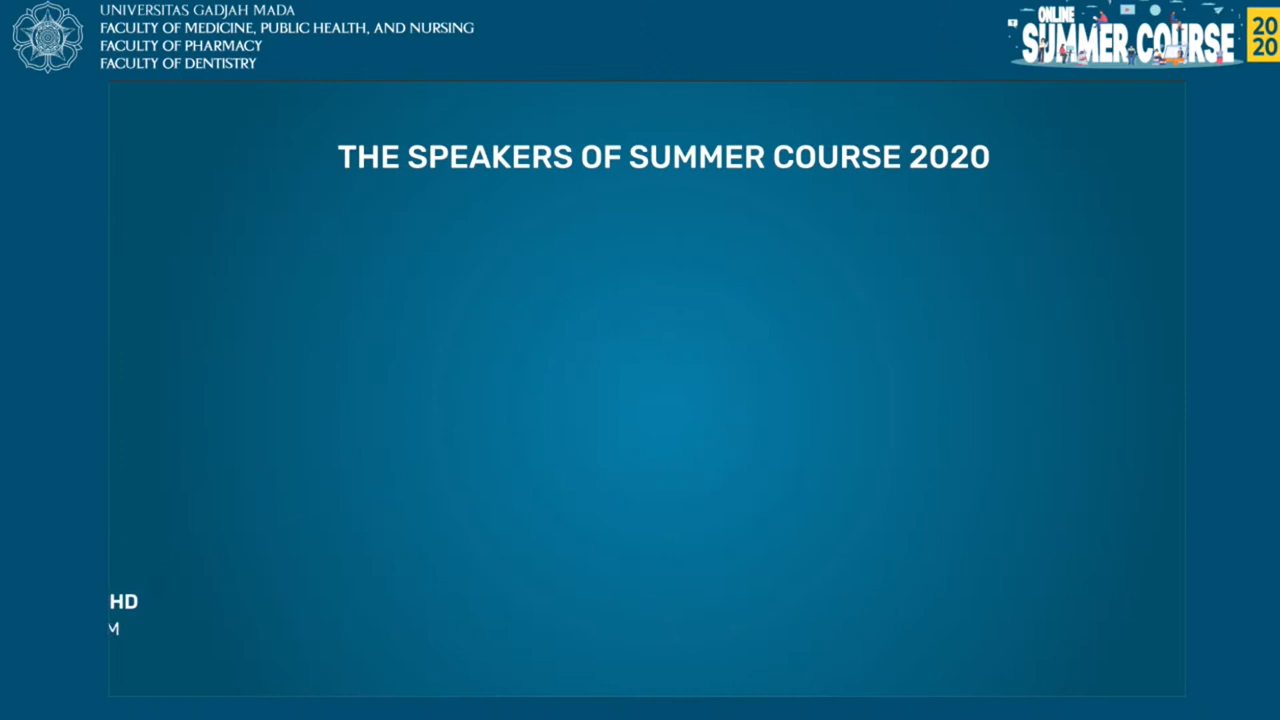 UNIVERSITAS GADJAH MADA
FACULTY OF MEDICINE, PUBLIC HEALTH, AND NURSING
FACULTY OF PHARMACY
FACULTY OF DENTISTRY
ONLINE
SUMMER COURSE
20
20
THE SPEAKERS OF SUMMER COURSE 2020
HD
M